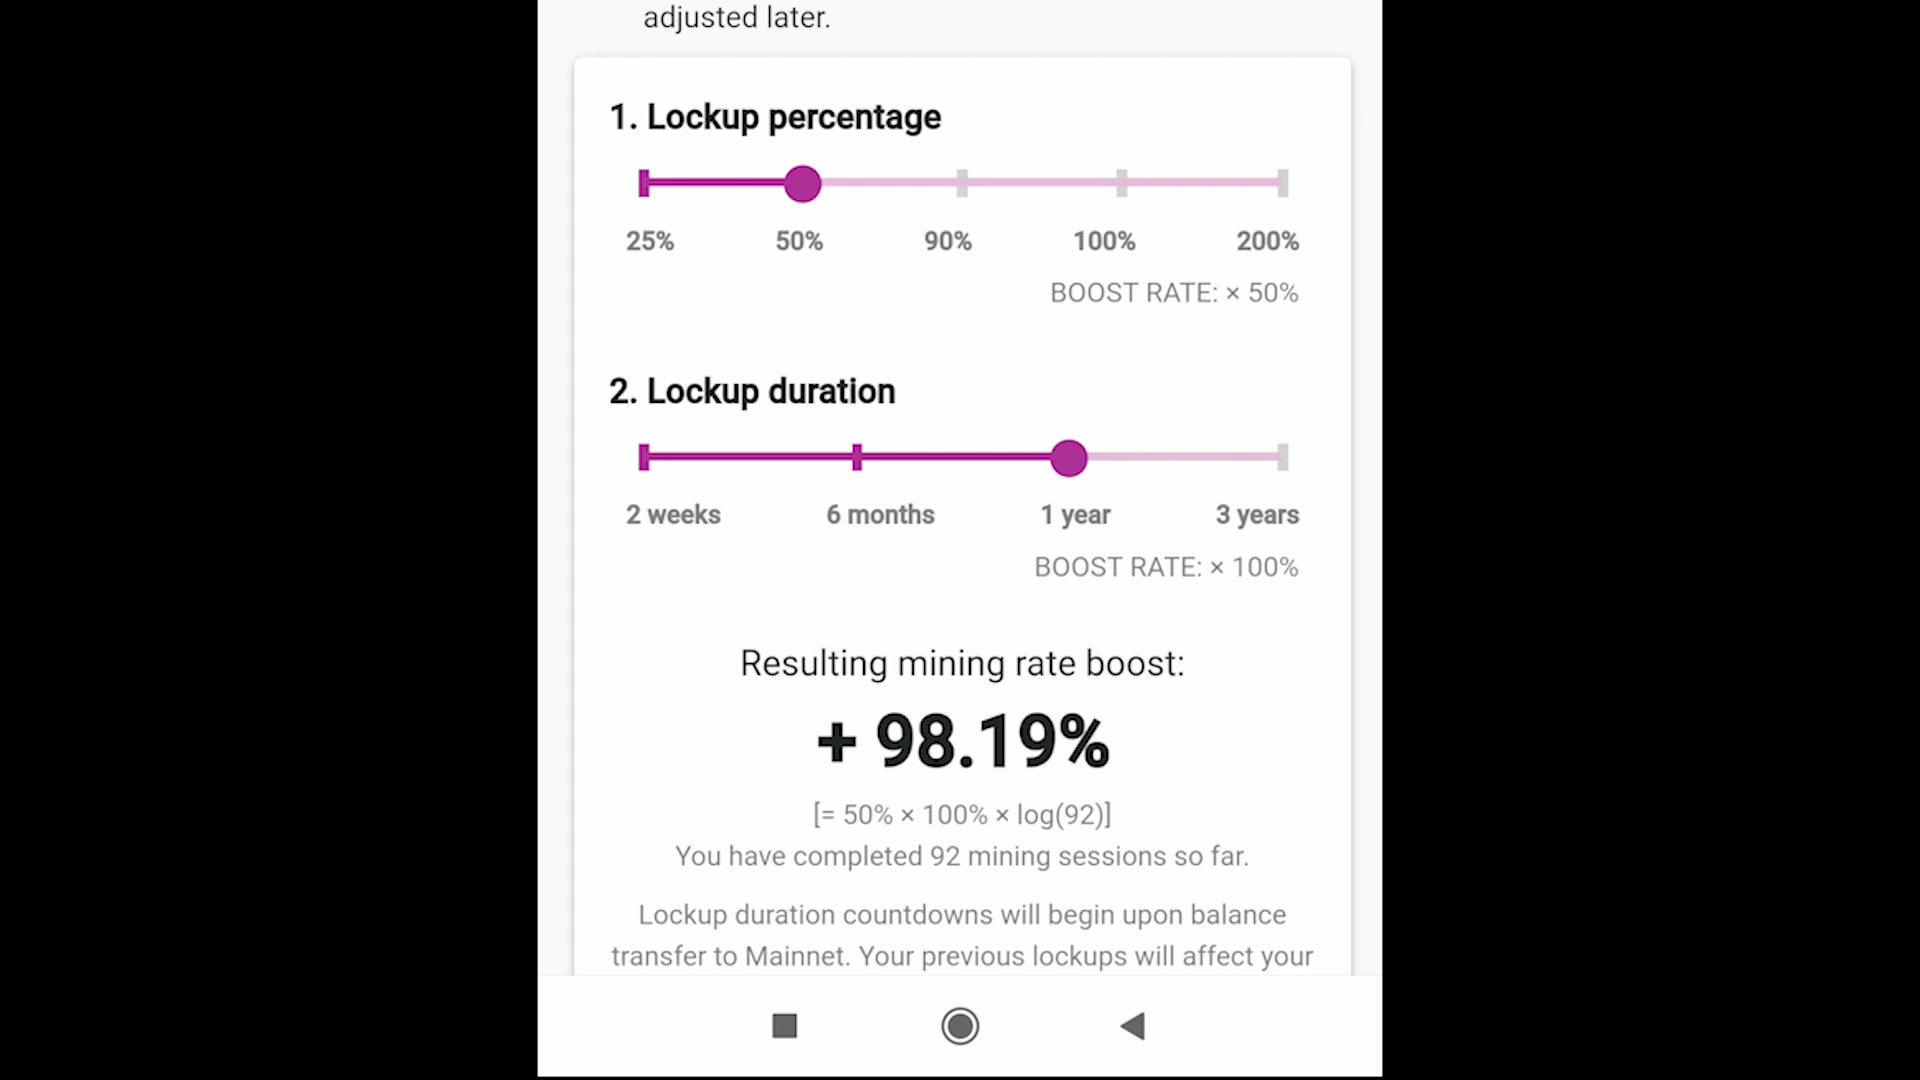 adjusted later.
1. Lockup percentage
25% 50% 90% 100% 200%
BOOST RATE: × 50%
2. Lockup duration
2 weeks 6 months 1 year 3 years
BOOST RATE: × 100%
Resulting mining rate boost:
+ 98.19%
[= 50% × 100% × log(92)]
You have completed 92 mining sessions so far.
Lockup duration countdowns will begin upon balance
transfer to Mainnet. Your previous lockups will affect your